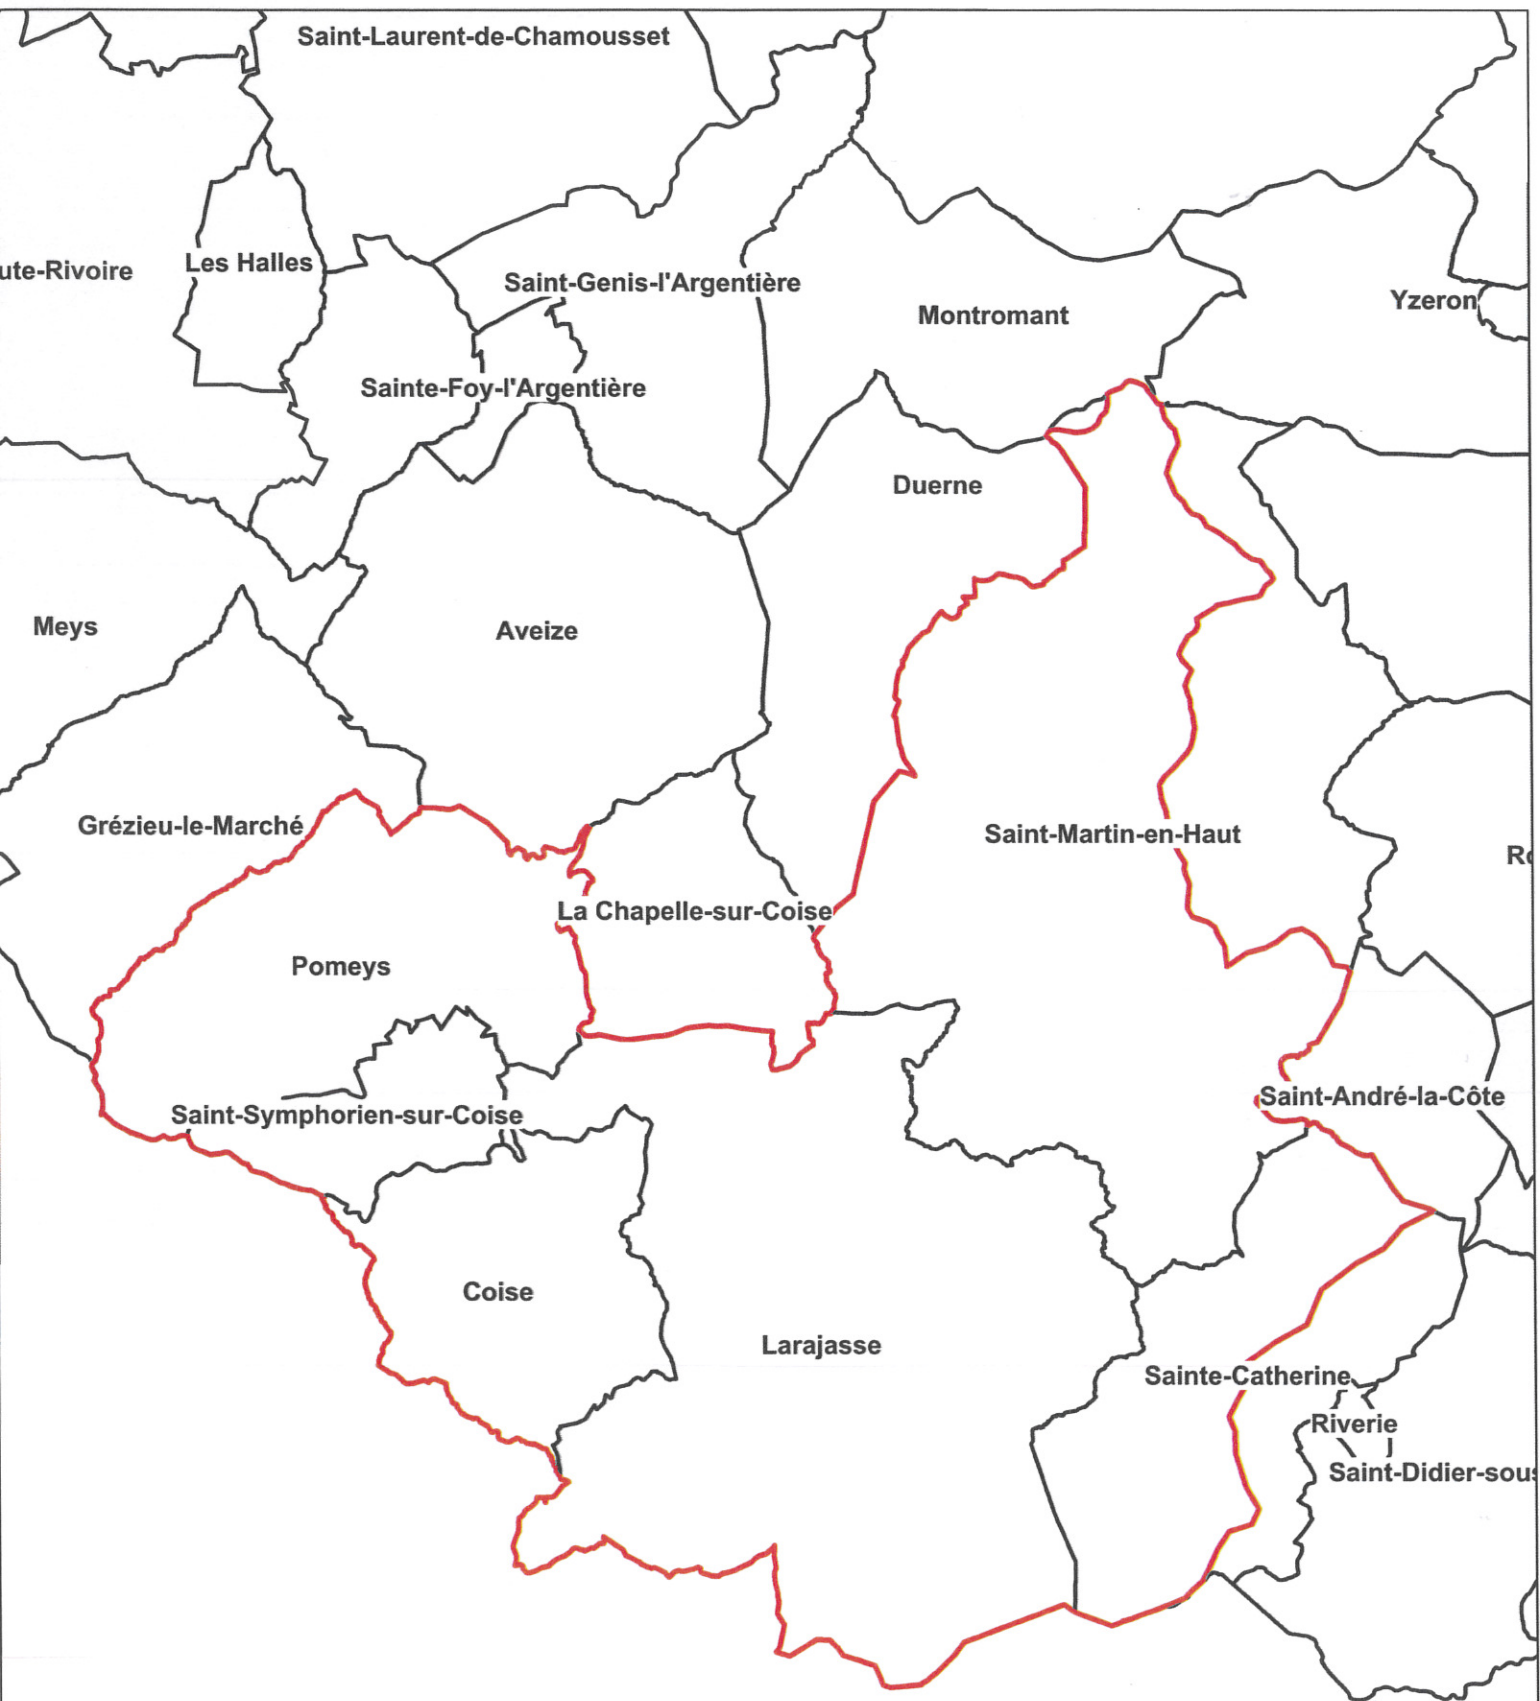 Saint-Laurent-de-Chamousset
ute-Rivoire
Les Halles
Saint-Genis-l'Argentière
Montromant
Yzeron
Sainte-Foy-l'Argentière
Duerne
Meys
Aveize
Grézieu-le-Marché
Saint-Martin-en-Haut
Ro
La Chapelle-sur-Coise
Pomeys
Saint-André-la-Côte
Saint-Symphorien-sur-Coise
Coise
Larajasse
Sainte-Catherine
Riverie
Saint-Didier-sous